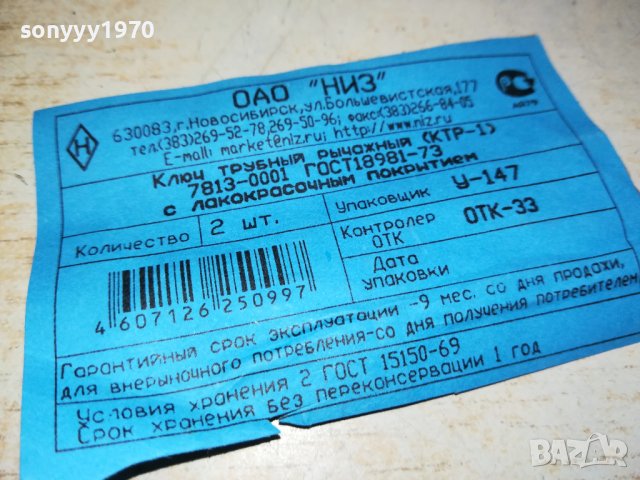 sonyyy1970
ОАО "НИЗ"
Н
630083,г.Новосибирск,ул.Большевистская,177
тел.(383)269-52-78,269-50-96; факс(383)266-84-05
E-mail: market@niz.ru; http://www.niz.ru
АЯ79
Ключ трубный рычажный (КТР-1)
7813-0001 ГОСТ18981-73
с лакокрасочным покрытием
Количество
2 шт.
Упаковщик
У-147
Контролер
ОТК
ОТК-33
Дата
упаковки
4 607126 250997
Гарантийный срок эксплуатации -9 мес. со дня продажи,
для внерыночного потребления-со дня получения потребителем
Условия хранения 2 ГОСТ 15150-69
Срок хранения без переконсервации 1 год
bazar